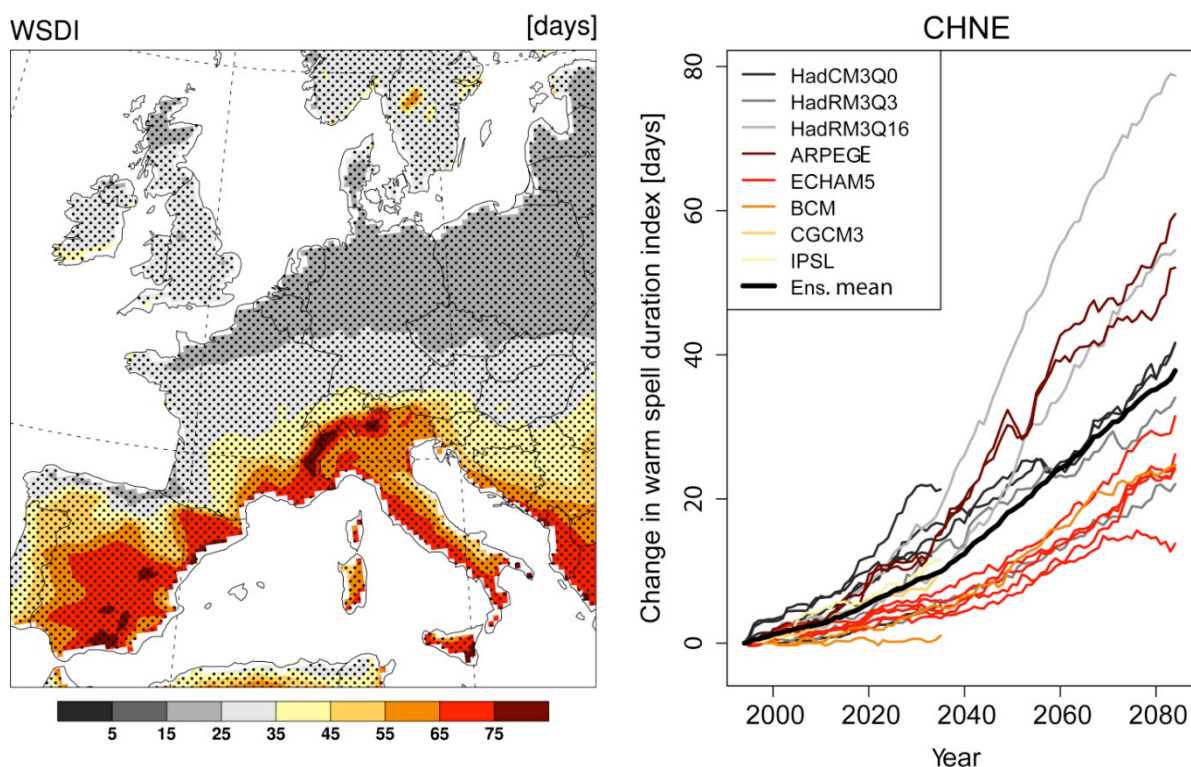 WSDI [days]
5 15 25 35 45 55 65 75
CHNE
Change in warm spell duration index [days]
0 20 40 60 80
HadCM3Q0
HadRM3Q3
HadRM3Q16
ARPEGE
ECHAM5
BCM
CGCM3
IPSL
Ens. mean
2000 2020 2040 2060 2080
Year